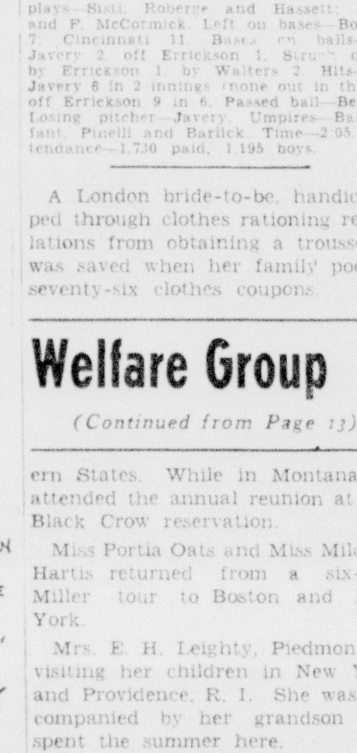 plays—Sisti, Roberge and Hassett;
and F. McCormick. Left on bases—Bo
7, Cincinnati 11. Bases on balls—
Javery 2, off Errickson 1. Struck o
by Errickson 1, by Walters 2. Hits—
Javery 6 in 2 innings (none out in th
off Errickson 9 in 6. Passed ball—Be
Losing pitcher—Javery. Umpires—Ba
fant, Pinelli and Barlick. Time—2:05.
tendance—1,730 paid, 1,195 boys.
A London bride-to-be, handic
ped through clothes rationing re
lations from obtaining a trouss
was saved when her family poo
seventy-six clothes coupons.
Welfare Group
(Continued from Page 13)
ern States. While in Montana
attended the annual reunion at
Black Crow reservation.
Miss Portia Oats and Miss Mil
Hartis returned from a six-
Miller tour to Boston and
York.
Mrs. E. H. Leighty, Piedmon
visiting her children in New Y
and Providence, R. I. She was
companied by her grandson
spent the summer here.